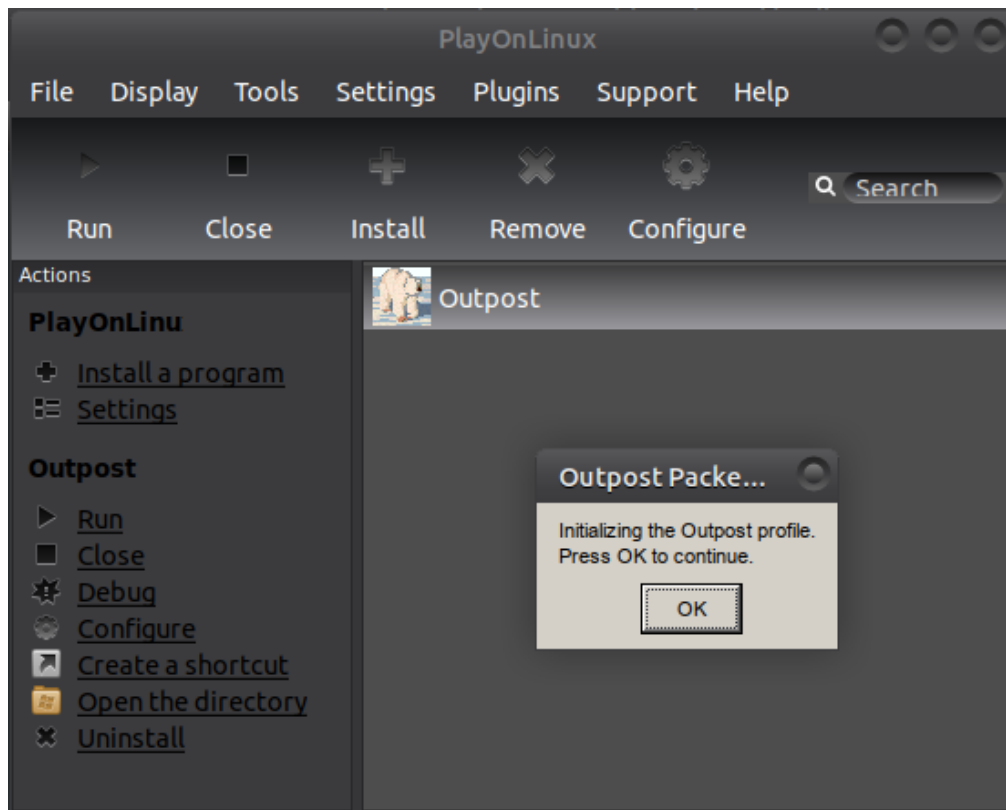 PlayOnLinux
File Display Tools Settings Plugins Support Help
Search
Run Close Install Remove Configure
Actions
PlayOnLinu
Install a program
Settings
Outpost
Run
Close
Debug
Configure
Create a shortcut
Open the directory
Uninstall
Outpost
Outpost Packe...
Initializing the Outpost profile.
Press OK to continue.
OK